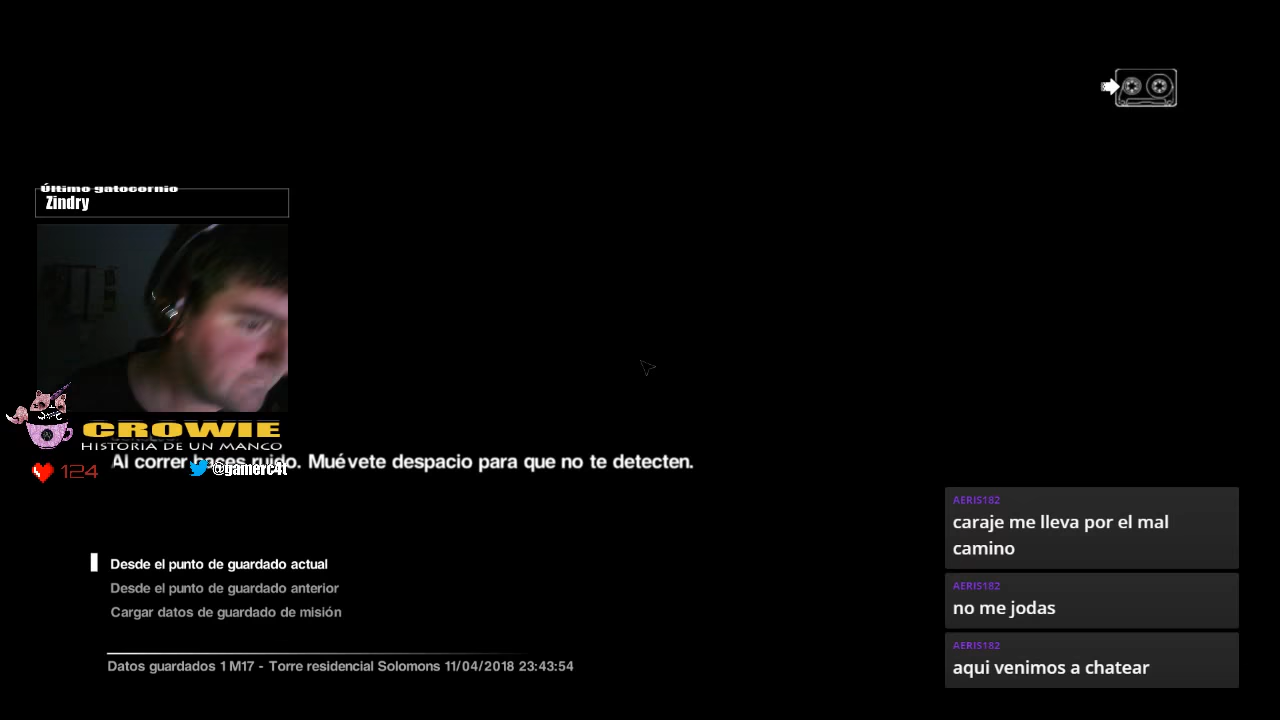 Último gatocornio
Zindry
CROWIE
HISTORIA DE UN MANCO
Al correr haces ruido. Muévete despacio para que no te detecten.
124
@gamerc4t
Desde el punto de guardado actual
Desde el punto de guardado anterior
Cargar datos de guardado de misión
Datos guardados 1 M17 - Torre residencial Solomons 11/04/2018 23:43:54
AERIS182
caraje me lleva por el mal
camino
AERIS182
no me jodas
AERIS182
aqui venimos a chatear